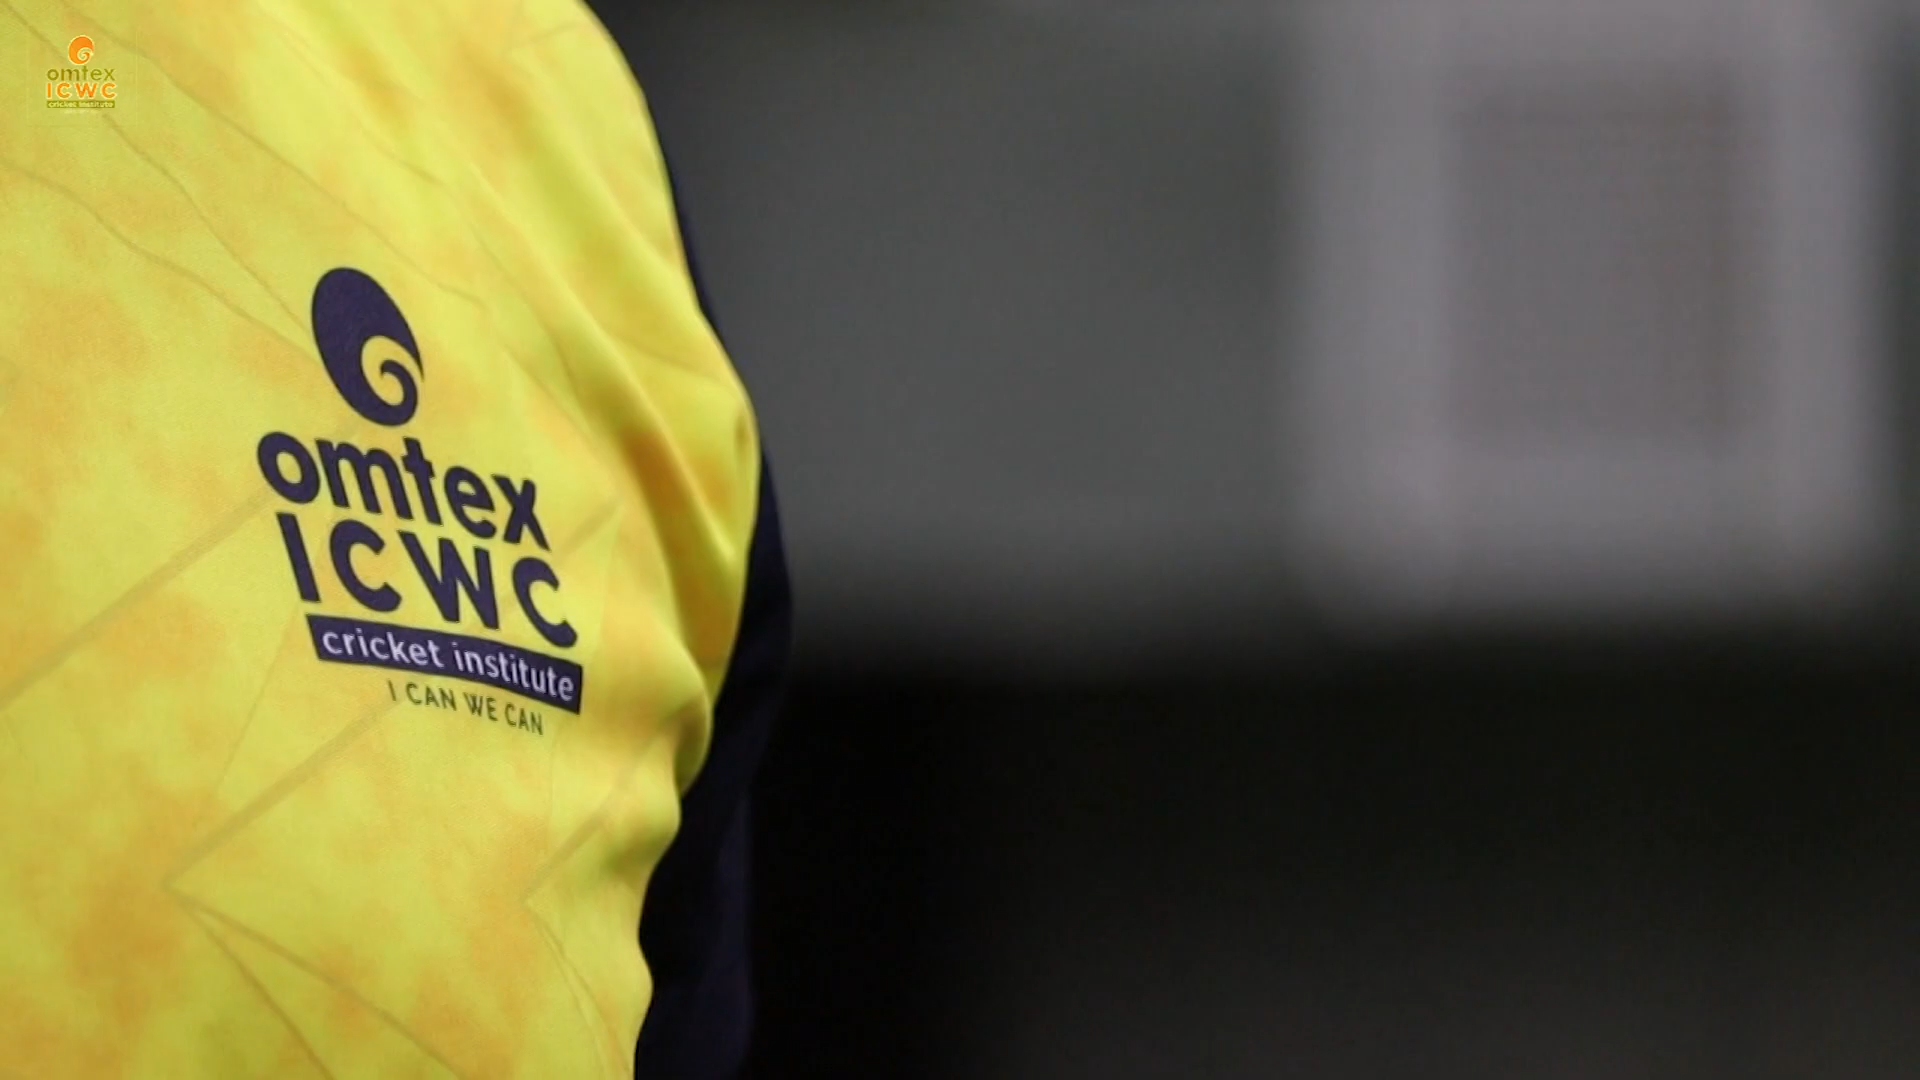 omtex
ICWC
cricket institute
omtex
ICWC
cricket institute
I CAN WE CAN